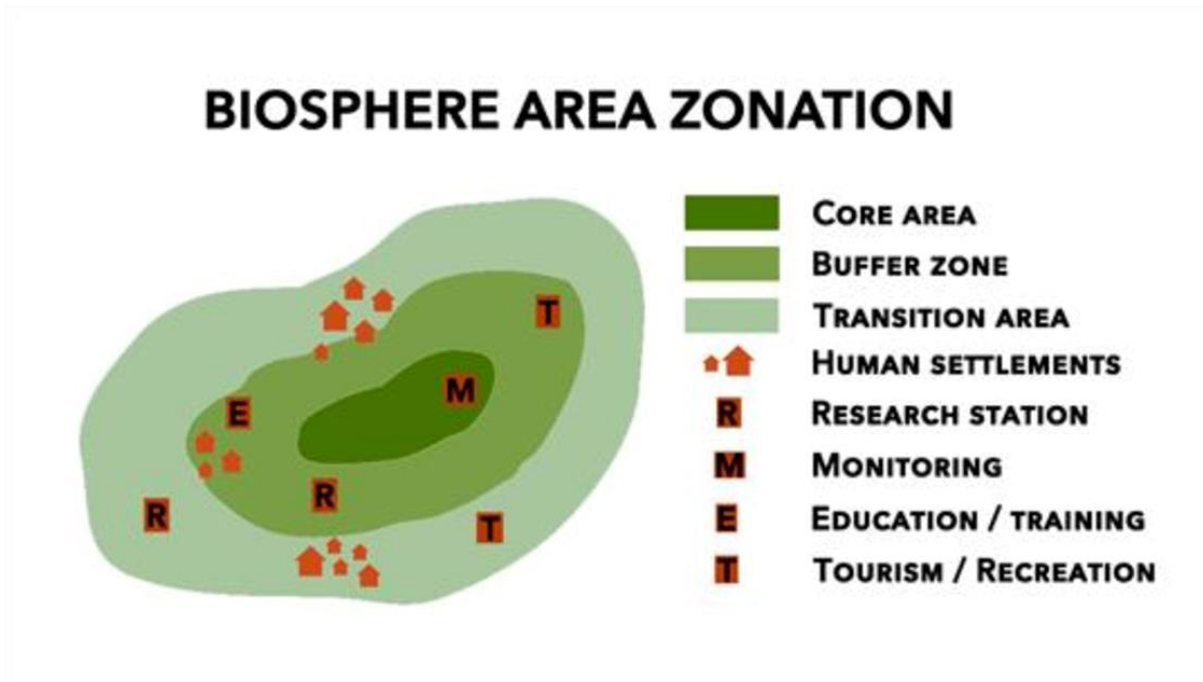 BIOSPHERE AREA ZONATION
CORE AREA
BUFFER ZONE
TRANSITION AREA
HUMAN SETTLEMENTS
R RESEARCH STATION
M MONITORING
E EDUCATION / TRAINING
T TOURISM / RECREATION
T
M
E
R
R
T